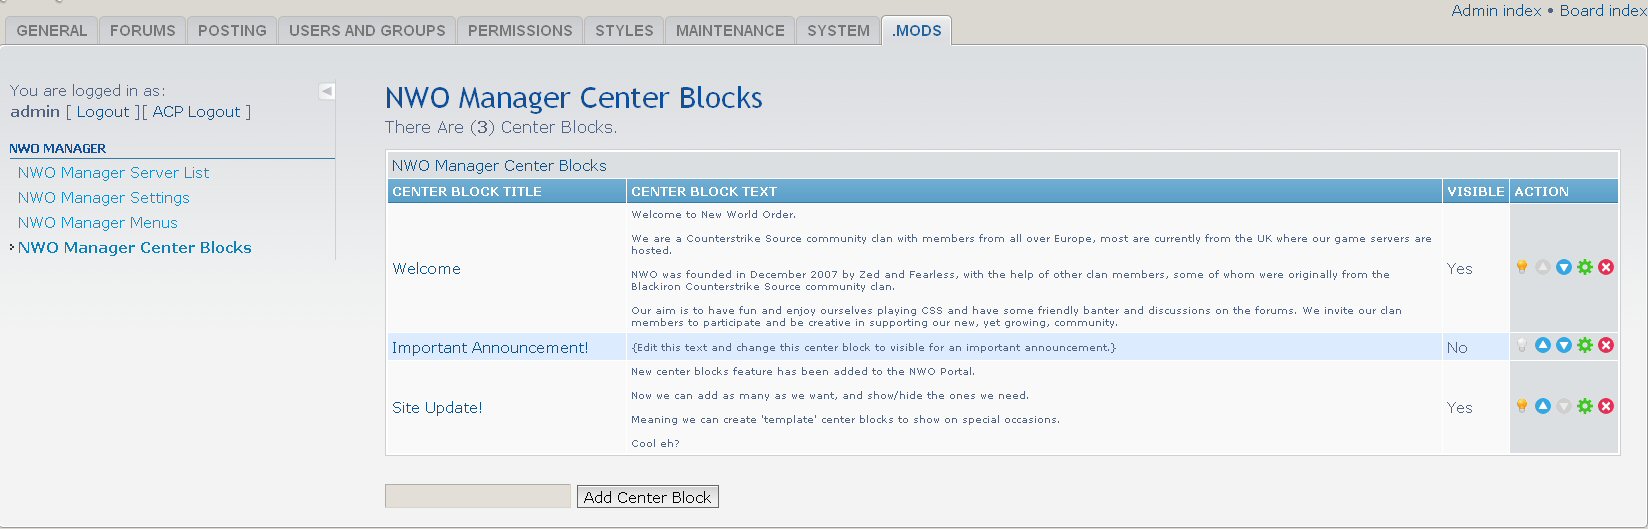 Admin index • Board index
GENERAL FORUMS POSTING USERS AND GROUPS PERMISSIONS STYLES MAINTENANCE SYSTEM .MODS
You are logged in as:
admin [ Logout ][ ACP Logout ]
NWO MANAGER
NWO Manager Server List
NWO Manager Settings
NWO Manager Menus
NWO Manager Center Blocks
NWO Manager Center Blocks
There Are (3) Center Blocks.
NWO Manager Center Blocks
CENTER BLOCK TITLE CENTER BLOCK TEXT VISIBLE ACTION
Welcome
Welcome to New World Order.
We are a Counterstrike Source community clan with members from all over Europe, most are currently from the UK where our game servers are
hosted.
NWO was founded in December 2007 by Zed and Fearless, with the help of other clan members, some of whom were originally from the
Blackiron Counterstrike Source community clan.
Our aim is to have fun and enjoy ourselves playing CSS and have some friendly banter and discussions on the forums. We invite our clan
members to participate and be creative in supporting our new, yet growing, community.
Yes
Important Announcement! {Edit this text and change this center block to visible for an important announcement.} No
Site Update!
New center blocks feature has been added to the NWO Portal.
Now we can add as many as we want, and show/hide the ones we need.
Meaning we can create 'template' center blocks to show on special occasions.
Cool eh?
Yes
Add Center Block